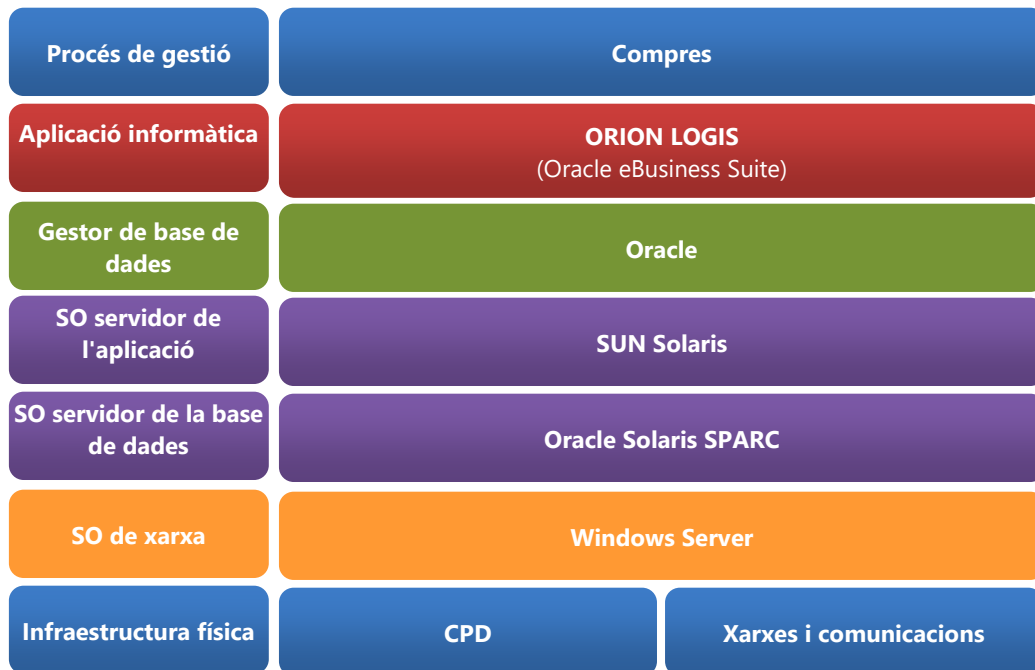 Procés de gestió
Compres
Aplicació informàtica
ORION LOGIS
(Oracle eBusiness Suite)
Gestor de base de
dades
Oracle
SO servidor de
l'aplicació
SUN Solaris
SO servidor de la base
de dades
Oracle Solaris SPARC
SO de xarxa
Windows Server
Infraestructura física
CPD
Xarxes i comunicacions